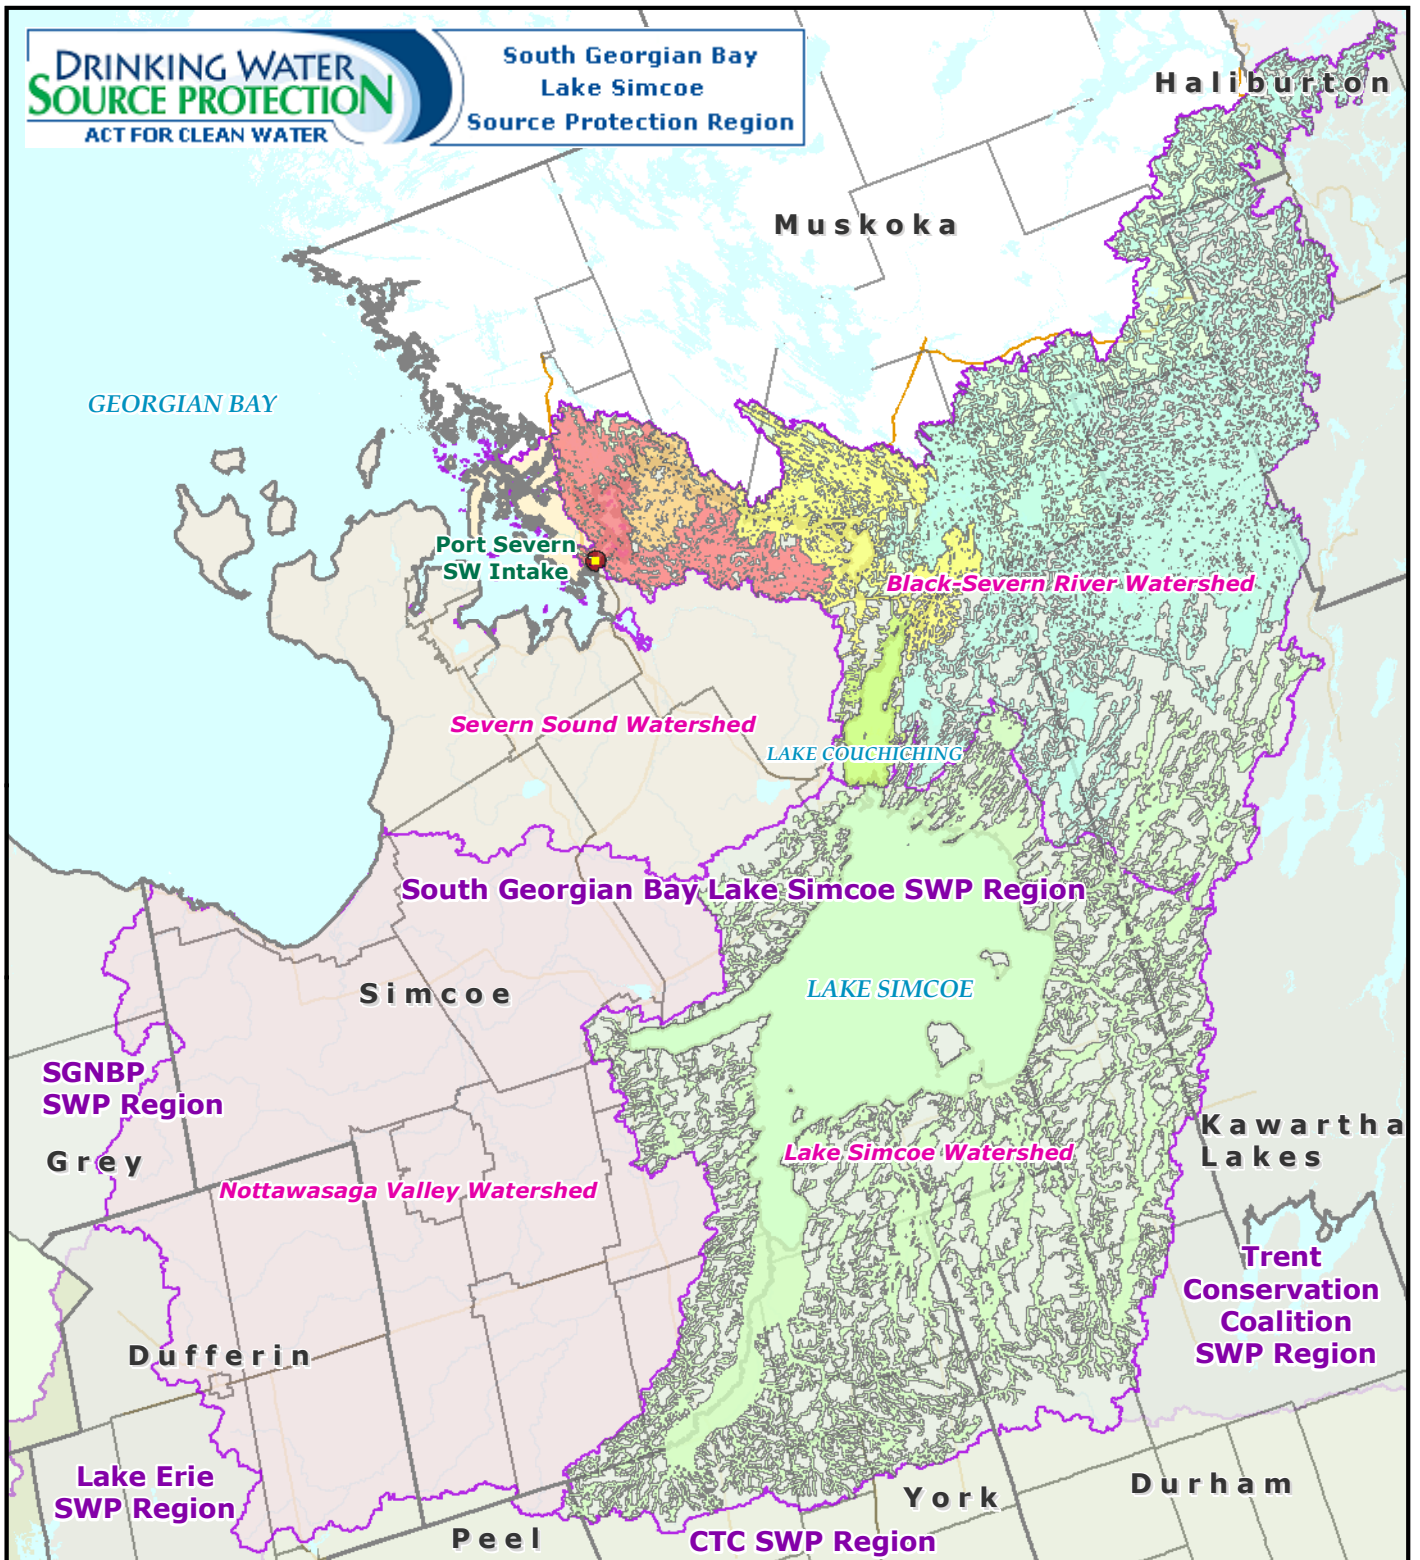 DRINKING WATER
SOURCE PROTECTION
ACT FOR CLEAN WATER
South Georgian Bay
Lake Simcoe
Source Protection Region
Haliburton
Muskoka
GEORGIAN BAY
Port Severn
SW Intake
Black-Severn River Watershed
Severn Sound Watershed
LAKE COUCHICHING
South Georgian Bay Lake Simcoe SWP Region
LAKE SIMCOE
Simcoe
SGNBP
SWP Region
Grey
Kawartha
Lakes
Lake Simcoe Watershed
Nottawasaga Valley Watershed
Trent
Conservation
Coalition
SWP Region
Dufferin
Lake Erie
SWP Region
Durham
York
Peel
CTC SWP Region